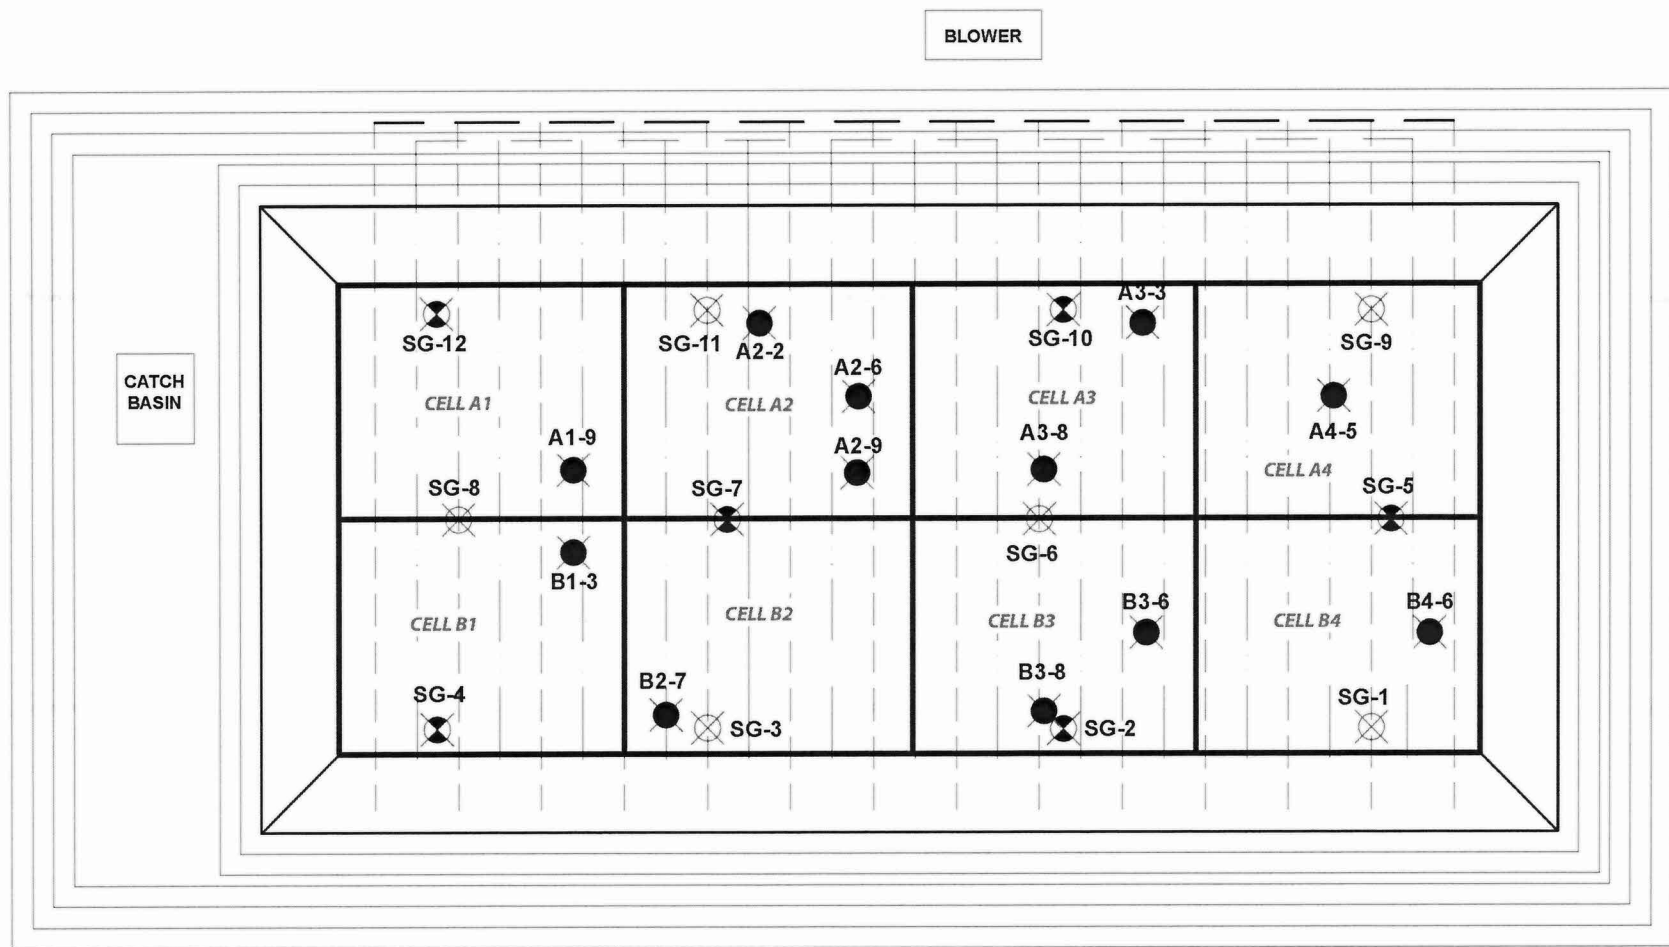 BLOWER
A3-3
SG-12
SG-11
A2-2
SG-10
SG-9
CATCH
BASIN
A2-6
CELL A1
CELL A2
CELL A3
A4-5
A1-9
A2-9
A3-8
CELL A4
SG-8
SG-7
SG-5
SG-6
B1-3
CELL B1
CELL B2
CELL B3
B3-6
CELL B4
B4-6
SG-4
B2-7
SG-3
B3-8
SG-2
SG-1